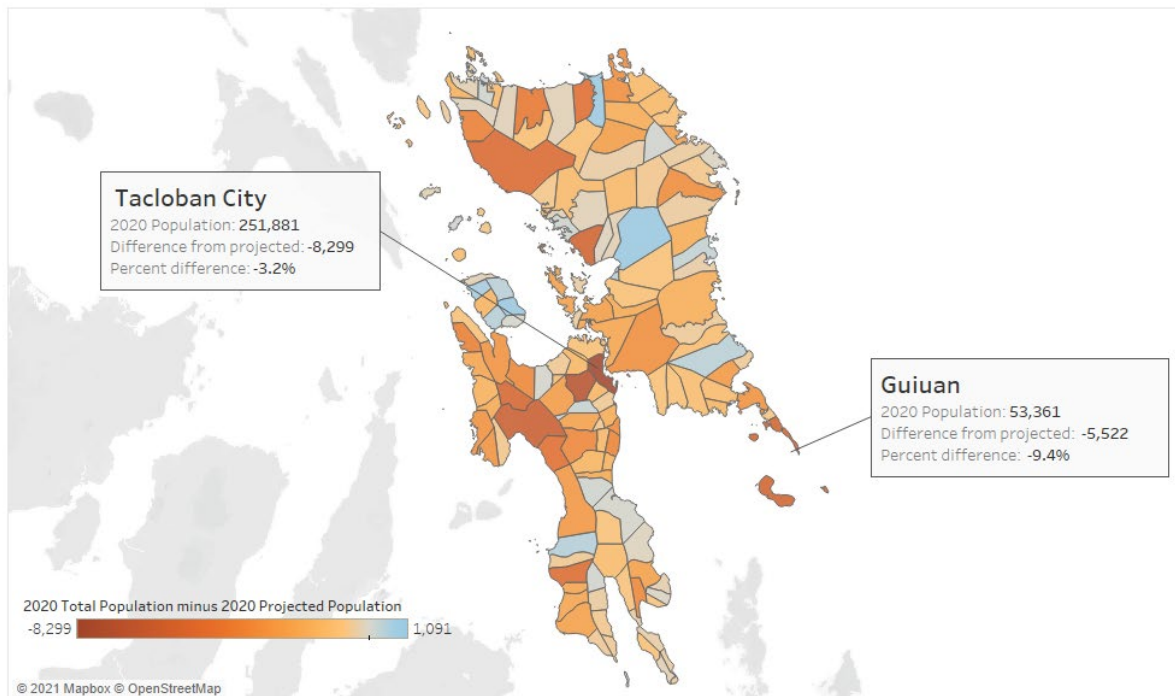 Tacloban City
2020 Population: 251,881
Difference from projected: -8,299
Percent difference: -3.2%
Guiuan
2020 Population: 53,361
Difference from projected: -5,522
Percent difference: -9.4%
2020 Total Population minus 2020 Projected Population
-8,299 1,091
© 2021 Mapbox © OpenStreetMap